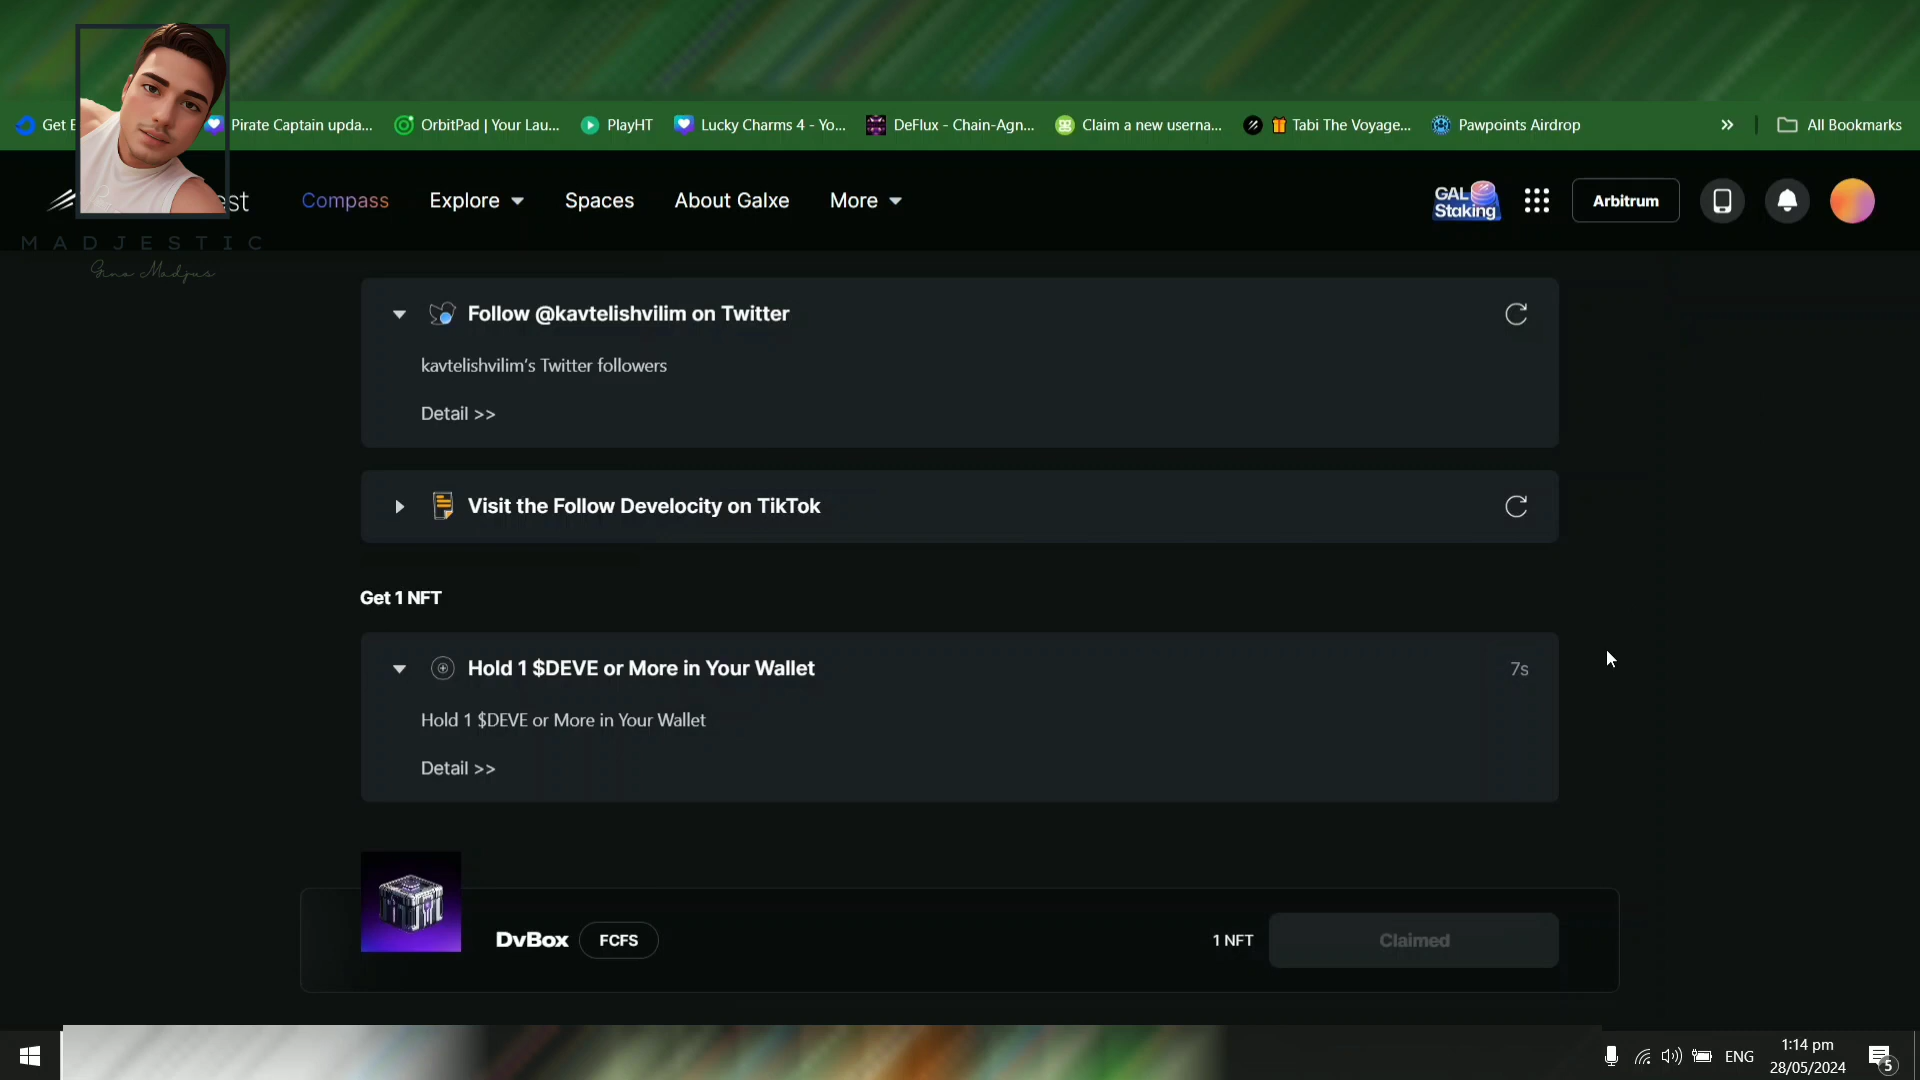 Pirate Captain upda...
OrbitPad | Your Lau...
PlayHT
Lucky Charms 4 - Yo...
DeFlux - Chain-Agn...
Claim a new userna...
Tabi The Voyage...
Pawpoints Airdrop
»
All Bookmarks
Compass
Explore
Spaces
About Galxe
More
GAL
Staking
Arbitrum
MADJESTIC
Gino Madjus
Follow @kavtelishvilim on Twitter
kavtelishvilim's Twitter followers
Detail >>
Visit the Follow Develocity on TikTok
Get 1 NFT
Hold 1 $DEVE or More in Your Wallet
7s
Hold 1 $DEVE or More in Your Wallet
Detail >>
DvBox
FCFS
1 NFT
Claimed
ENG
1:14 pm
28/05/2024
5